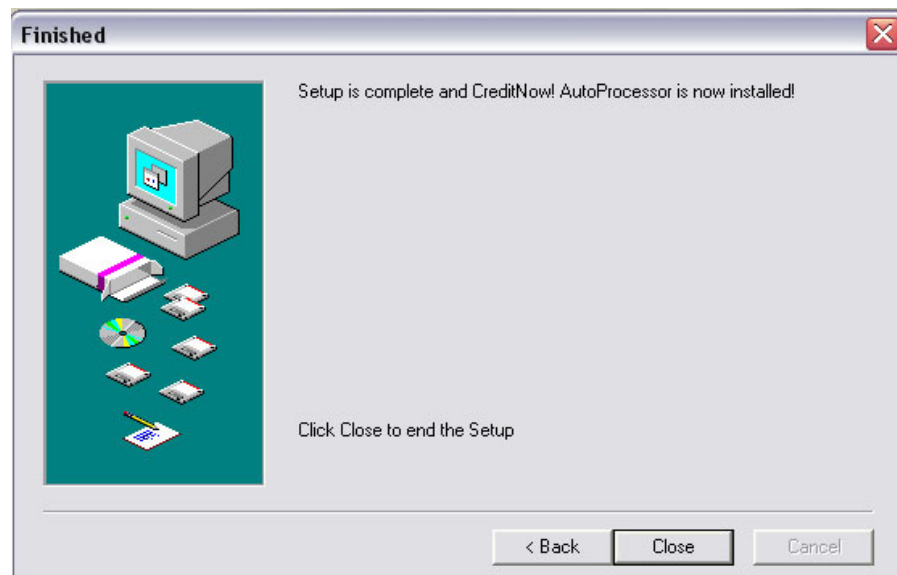 Finished
Setup is complete and CreditNow! AutoProcessor is now installed!
Click Close to end the Setup
< Back
Close
Cancel